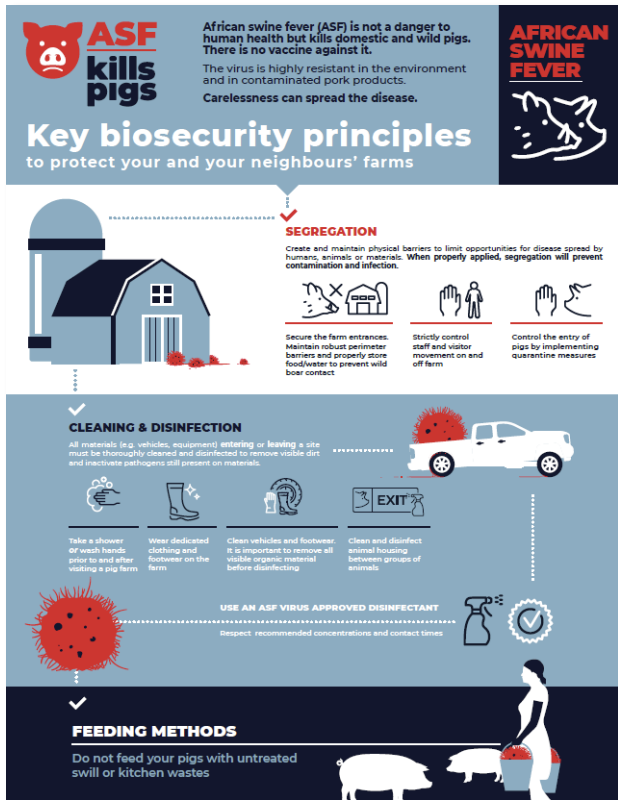 ASF
kills
pigs
African swine fever (ASF) is not a danger to
human health but kills domestic and wild pigs.
There is no vaccine against it.
The virus is highly resistant in the environment
and in contaminated pork products.
Carelessness can spread the disease.
AFRICAN
SWINE
FEVER
Key biosecurity principles
to protect your and your neighbours' farms
SEGREGATION
Create and maintain physical barriers to limit opportunities for disease spread by
humans, animals or materials. When properly applied, segregation will prevent
contamination and infection.
Secure the farm entrances.
Maintain robust perimeter
barriers and properly store
food/water to prevent wild
boar contact
Strictly control
staff and visitor
movement on and
off farm
Control the entry of
pigs by implementing
quarantine measures
CLEANING & DISINFECTION
All materials (e.g. vehicles, equipment) entering or leaving a site
must be thoroughly cleaned and disinfected to remove visible dirt
and inactivate pathogens still present on materials.
EXIT
Take a shower
or wash hands
prior to and after
visiting a pig farm
Wear dedicated
clothing and
footwear on the
farm
Clean vehicles and footwear.
It is important to remove all
visible organic material
before disinfecting
Clean and disinfect
animal housing
between groups of
animals
USE AN ASF VIRUS APPROVED DISINFECTANT
Respect recommended concentrations and contact times
FEEDING METHODS
Do not feed your pigs with untreated
swill or kitchen wastes